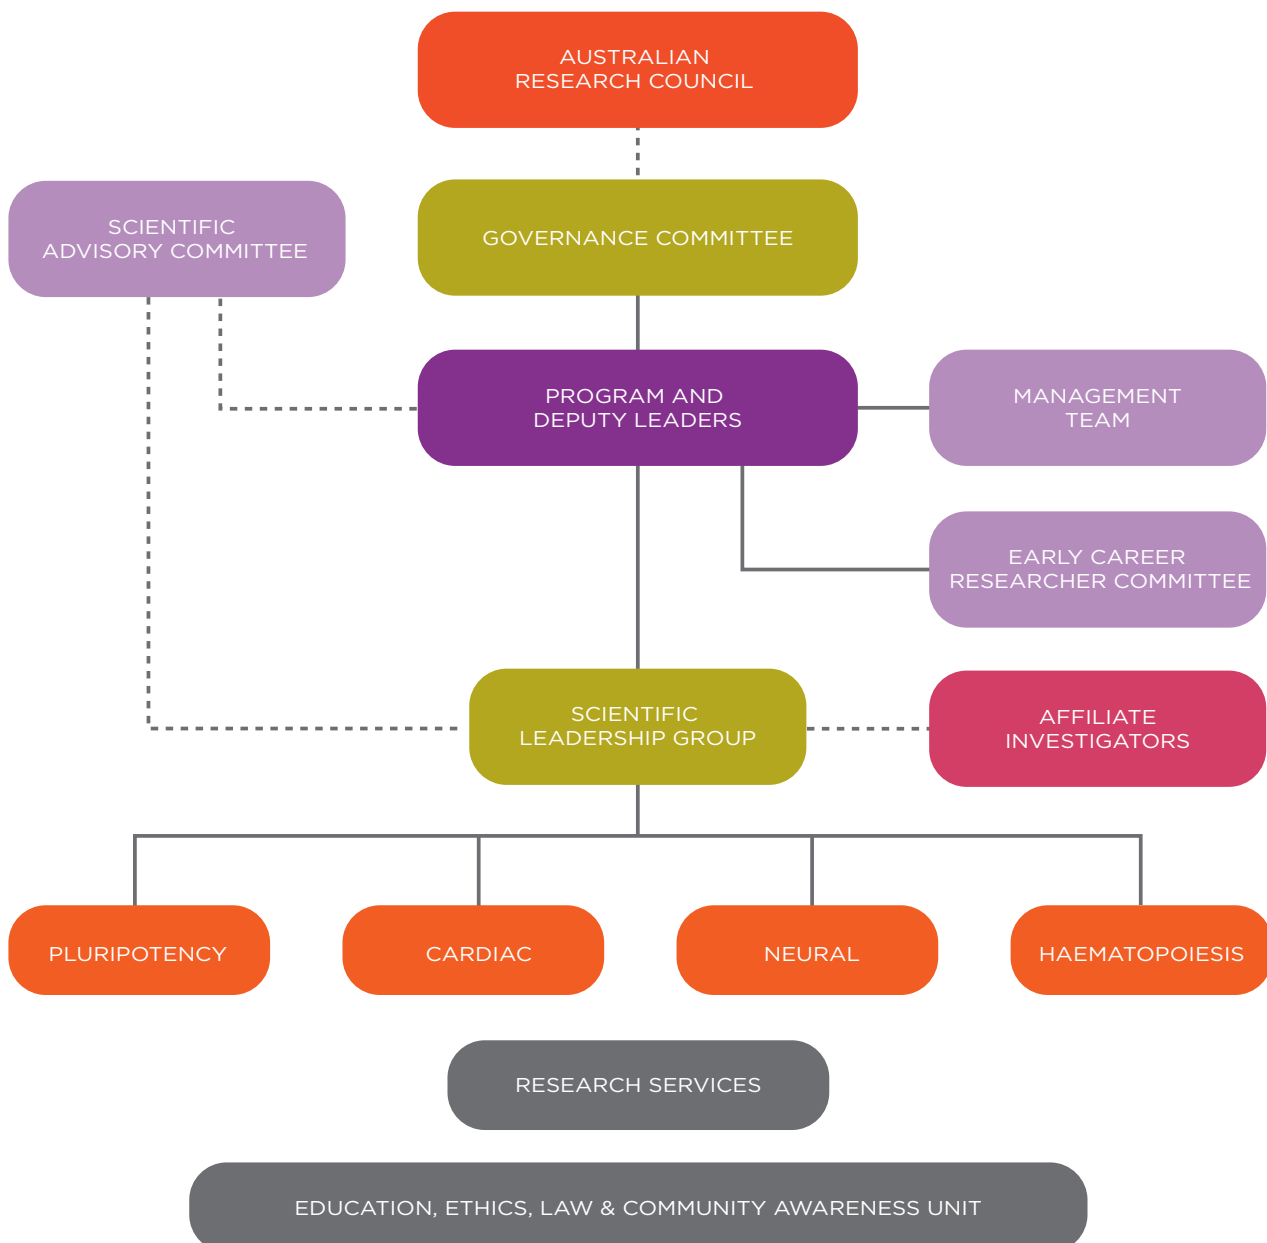 AUSTRALIAN
RESEARCH COUNCIL
SCIENTIFIC
ADVISORY COMMITTEE
GOVERNANCE COMMITTEE
PROGRAM AND
DEPUTY LEADERS
MANAGEMENT
TEAM
EARLY CAREER
RESEARCHER COMMITTEE
SCIENTIFIC
LEADERSHIP GROUP
AFFILIATE
INVESTIGATORS
PLURIPOTENCY
CARDIAC
NEURAL
HAEMATOPOIESIS
RESEARCH SERVICES
EDUCATION, ETHICS, LAW & COMMUNITY AWARENESS UNIT